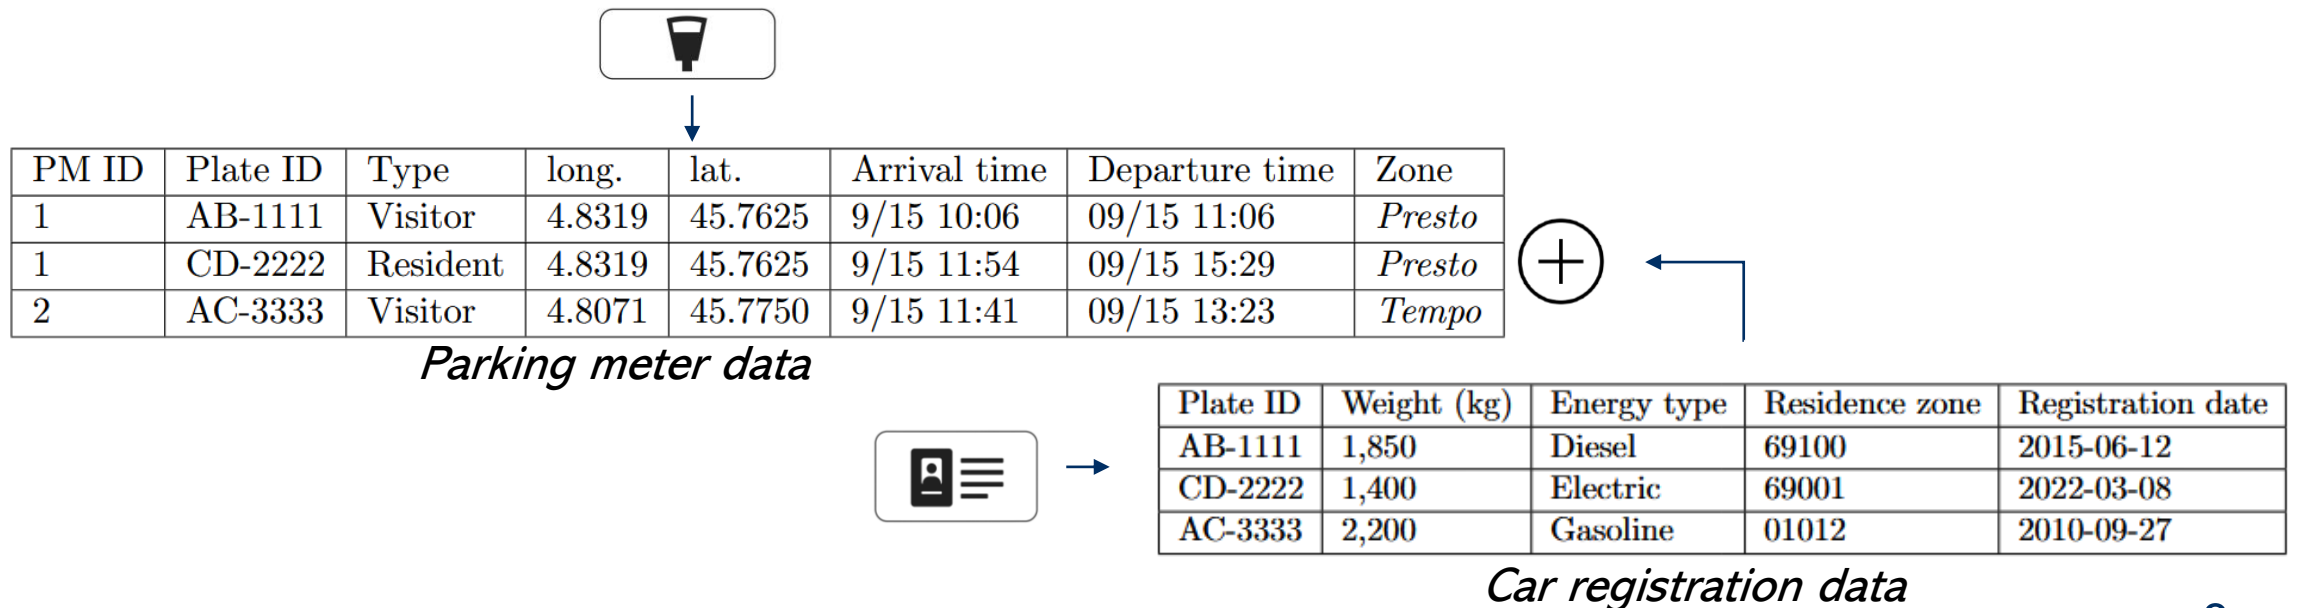 PM ID Plate ID Type long. lat. Arrival time Departure time Zone
1 AB-1111 Visitor 4.8319 45.7625 9/15 10:06 09/15 11:06 Presto
1 CD-2222 Resident 4.8319 45.7625 9/15 11:54 09/15 15:29 Presto
2 AC-3333 Visitor 4.8071 45.7750 9/15 11:41 09/15 13:23 Tempo
Parking meter data
Plate ID Weight (kg) Energy type Residence zone Registration date
AB-1111 1,850 Diesel 69100 2015-06-12
CD-2222 1,400 Electric 69001 2022-03-08
AC-3333 2,200 Gasoline 01012 2010-09-27
Car registration data